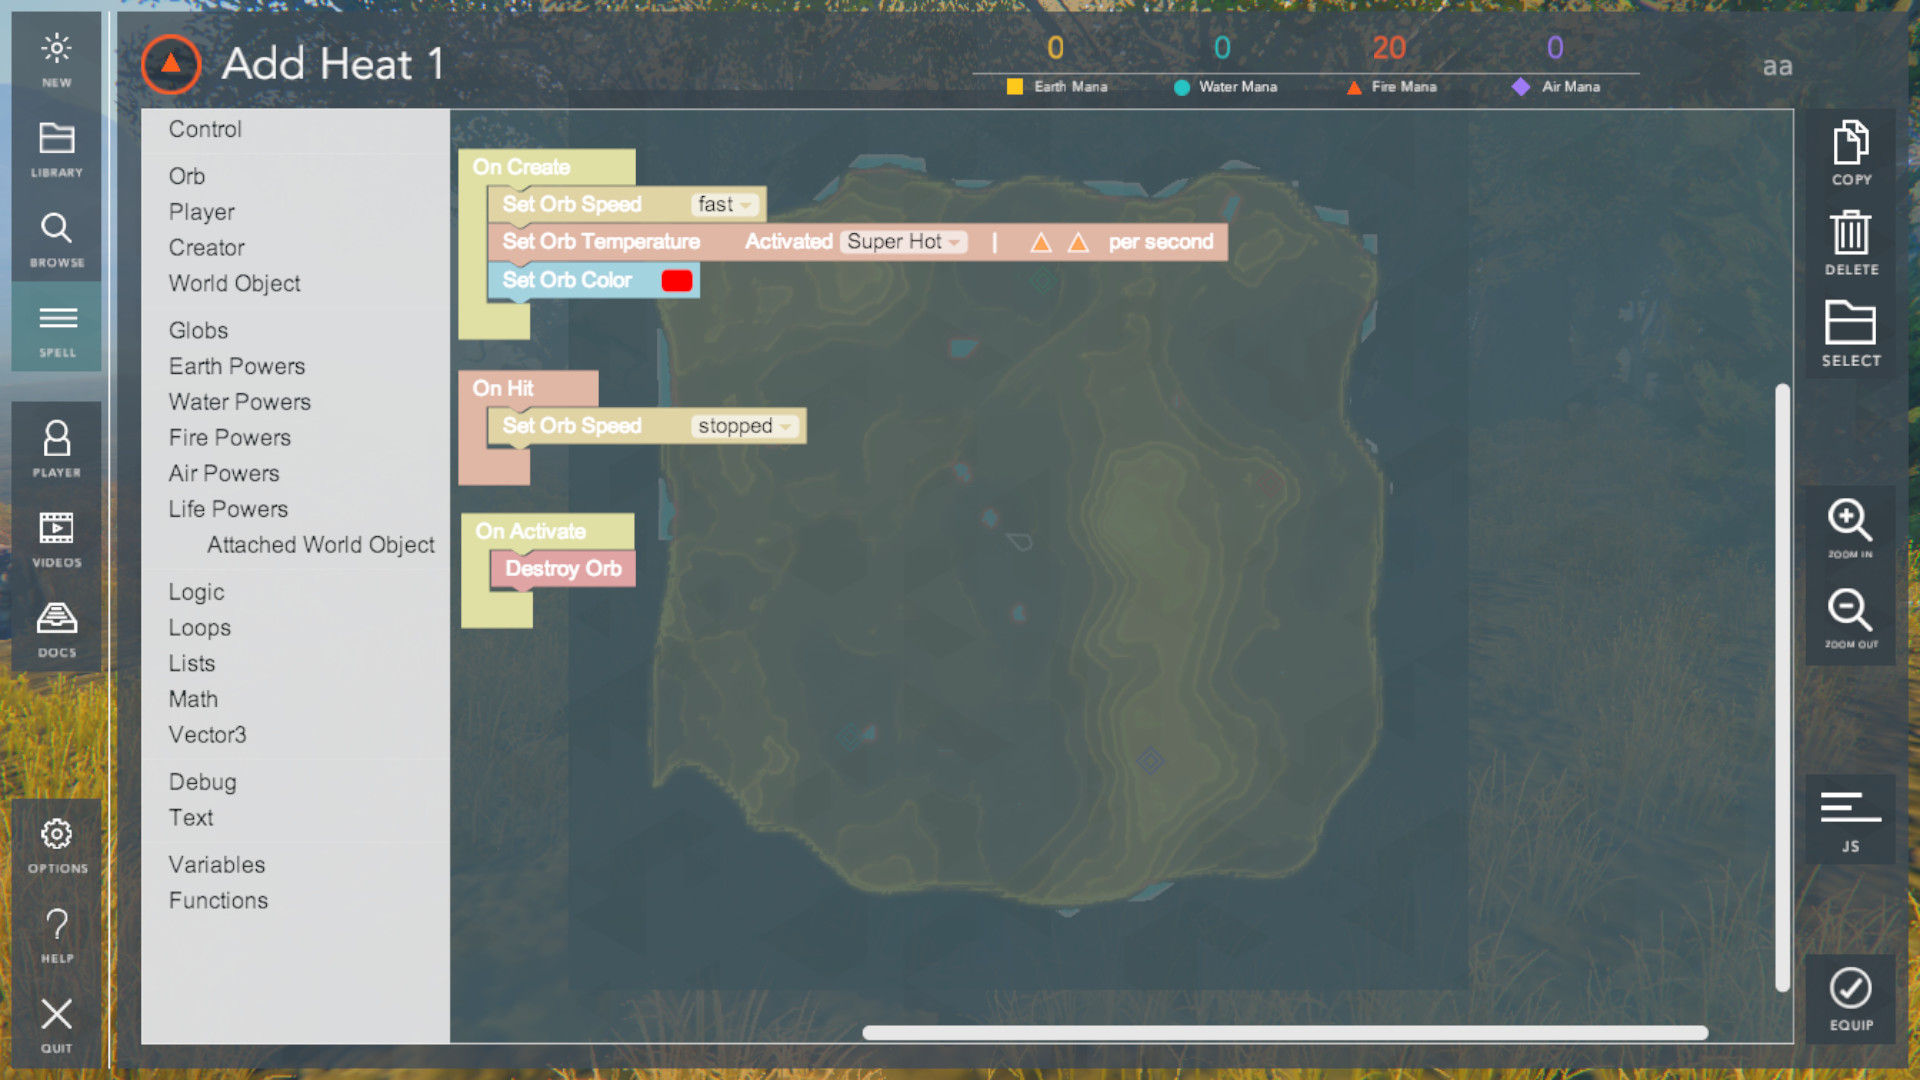 NEW
LIBRARY
BROWSE
SPELL
PLAYER
VIDEOS
DOCS
OPTIONS
HELP
QUIT
Add Heat 1
0 0 20 0
Earth Mana Water Mana Fire Mana Air Mana
aa
Control
Orb
Player
Creator
World Object
Globs
Earth Powers
Water Powers
Fire Powers
Air Powers
Life Powers
Attached World Object
Logic
Loops
Lists
Math
Vector3
Debug
Text
Variables
Functions
On Create
Set Orb Speed fast
Set Orb Temperature Activated Super Hot | per second
Set Orb Color
On Hit
Set Orb Speed stopped
On Activate
Destroy Orb
COPY
DELETE
SELECT
ZOOM IN
ZOOM OUT
JS
EQUIP